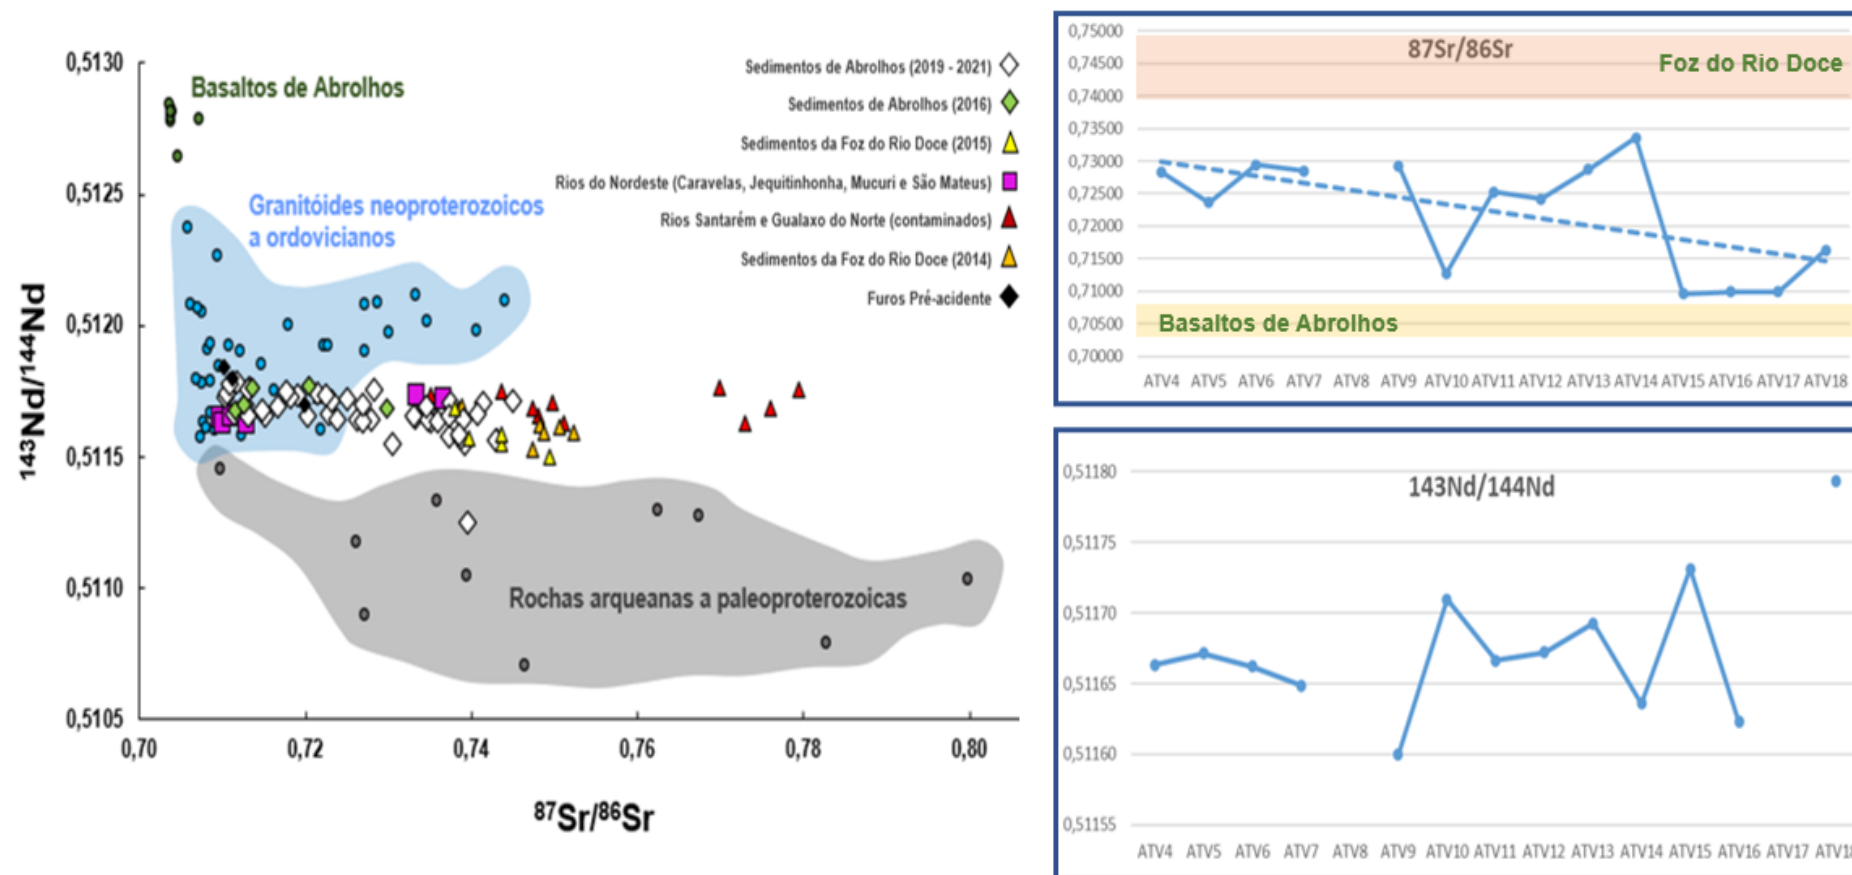 0,5130
0,5125
0,5120
0,5115
0,5110
0,5105
0,70
0,72
0,74
0,76
0,78
0,80
143Nd/144Nd
87Sr/86Sr
Basaltos de Abrolhos
Granitóides neoproterozoicos
a ordovicianos
Rochas arqueanas a paleoproterozoicas
Sedimentos de Abrolhos (2019 - 2021)
Sedimentos de Abrolhos (2016)
Sedimentos da Foz do Rio Doce (2015)
Rios do Nordeste (Caravelas, Jequitinhonha, Mucuri e São Mateus)
Rios Santarém e Gualaxo do Norte (contaminados)
Sedimentos da Foz do Rio Doce (2014)
Furos Pré-acidente
87Sr/86Sr
Foz do Rio Doce
Basaltos de Abrolhos
0,75000
0,74500
0,74000
0,73500
0,73000
0,72500
0,72000
0,71500
0,71000
0,70500
0,70000
ATV4 ATV5 ATV6 ATV7 ATV8 ATV9 ATV10 ATV11 ATV12 ATV13 ATV14 ATV15 ATV16 ATV17 ATV18
143Nd/144Nd
0,51180
0,51175
0,51170
0,51165
0,51160
0,51155
ATV4 ATV5 ATV6 ATV7 ATV8 ATV9 ATV10 ATV11 ATV12 ATV13 ATV14 ATV15 ATV16 ATV17 ATV18